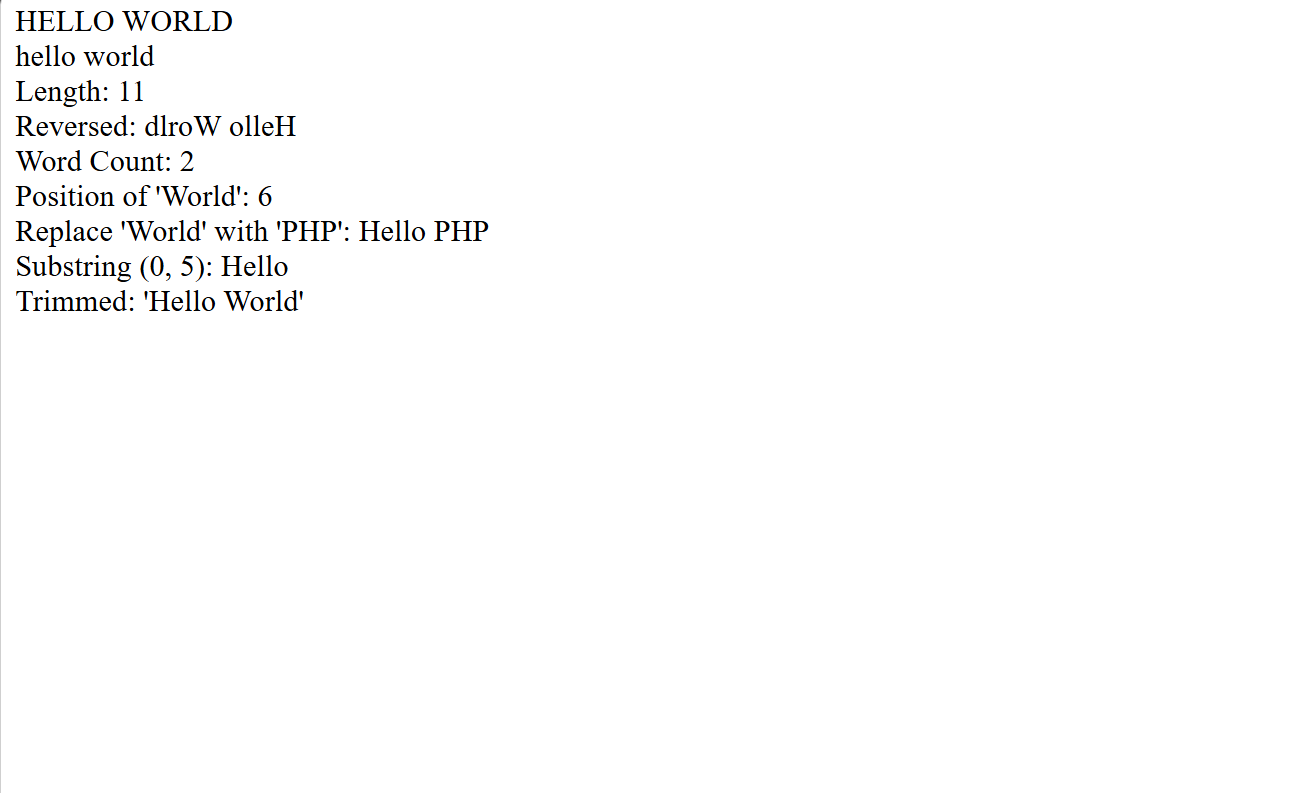 HELLO WORLD
hello world
Length: 11
Reversed: dlroW olleH
Word Count: 2
Position of 'World': 6
Replace 'World' with 'PHP': Hello PHP
Substring (0, 5): Hello
Trimmed: 'Hello World'